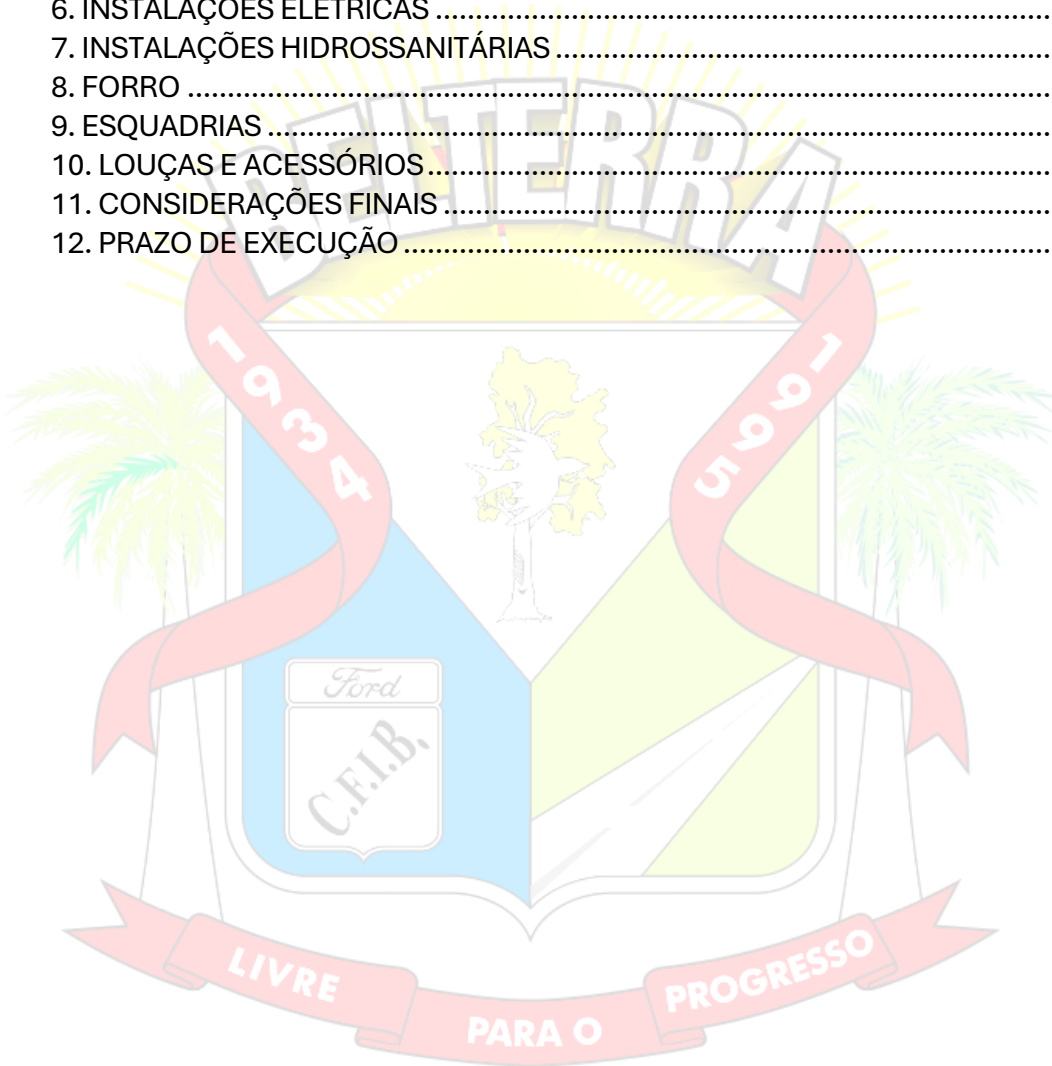 6. INSTALAÇÕES ELÉTRICAS ........................................................................
7. INSTALAÇÕES HIDROSSANITÁRIAS ........................................................
8. FORRO ........................................................................................................
9. ESQUADRIAS ..............................................................................................
10. LOUÇAS E ACESSÓRIOS ..........................................................................
11. CONSIDERAÇÕES FINAIS ........................................................................
12. PRAZO DE EXECUÇÃO .............................................................................
BELTERRA
1934
1995
Ford
C.F.I.B.
LIVRE
PARA O
PROGRESSO